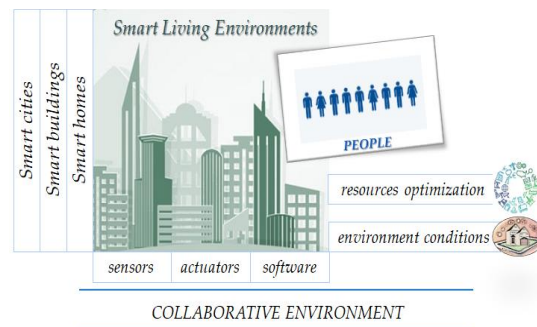 Smart Living Environments
Smart cities
Smart buildings
Smart homes
PEOPLE
resources optimization
environment conditions
sensors
actuators
software
COLLABORATIVE ENVIRONMENT